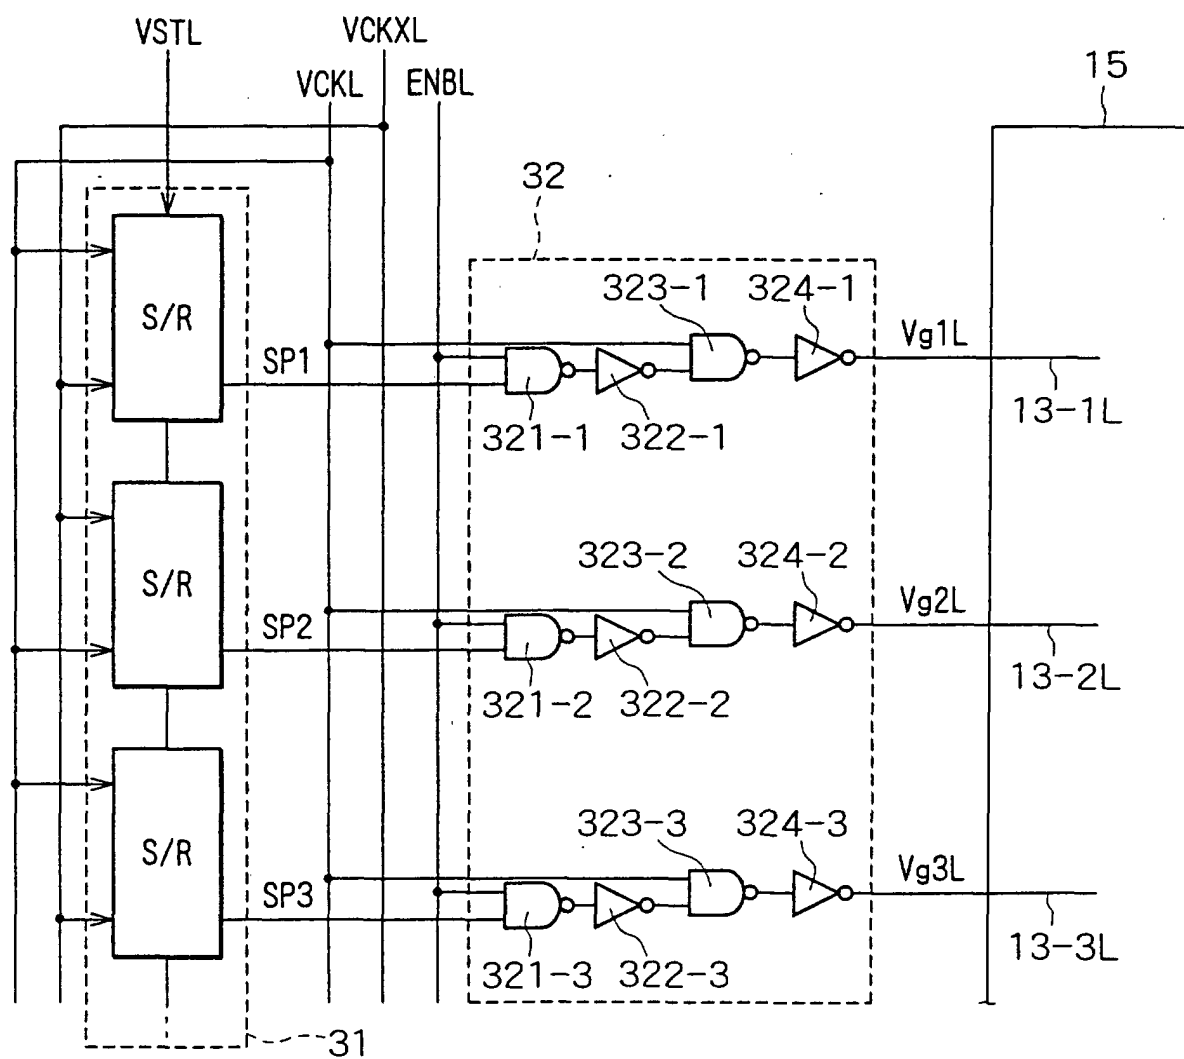 VSTL
VCKXL
VCKL
ENBL
15
32
S/R
323-1
324-1
Vg1L
SP1
13-1L
321-1
322-1
323-2
324-2
Vg2L
S/R
SP2
13-2L
321-2
322-2
323-3
324-3
Vg3L
S/R
SP3
13-3L
321-3
322-3
31